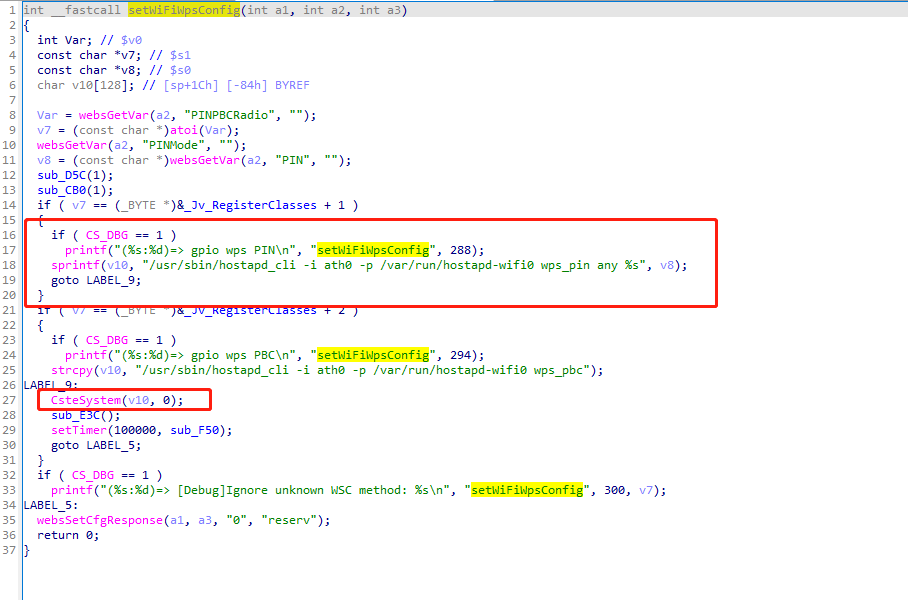 1 int __fastcall setWiFiWpsConfig(int a1, int a2, int a3)
2 {
3   int Var; // $v0
4   const char *v7; // $s1
5   const char *v8; // $s0
6   char v10[128]; // [sp+1Ch] [-84h] BYREF
7
8   Var = websGetVar(a2, "PINPBCRadio", "");
9   v7 = (const char *)atoi(Var);
10   websGetVar(a2, "PINMode", "");
11   v8 = (const char *)websGetVar(a2, "PIN", "");
12   sub_D5C(1);
13   sub_CB0(1);
14   if ( v7 == (_BYTE *)&_Jv_RegisterClasses + 1 )
15   {
16     if ( CS_DBG == 1 )
17       printf("(%s:%d)=> gpio wps PIN\n", "setWiFiWpsConfig", 288);
18     sprintf(v10, "/usr/sbin/hostapd_cli -i ath0 -p /var/run/hostapd-wifi0 wps_pin any %s", v8);
19     goto LABEL_9;
20   }
21   if ( v7 == (_BYTE *)&_Jv_RegisterClasses + 2 )
22   {
23     if ( CS_DBG == 1 )
24       printf("(%s:%d)=> gpio wps PBC\n", "setWiFiWpsConfig", 294);
25     strcpy(v10, "/usr/sbin/hostapd_cli -i ath0 -p /var/run/hostapd-wifi0 wps_pbc");
26 LABEL_9:
27     CsteSystem(v10, 0);
28     sub_E3C();
29     setTimer(100000, sub_F50);
30     goto LABEL_5;
31   }
32   if ( CS_DBG == 1 )
33     printf("(%s:%d)=> [Debug]Ignore unknown WSC method: %s\n", "setWiFiWpsConfig", 300, v7);
34 LABEL_5:
35   websSetCfgResponse(a1, a3, "0", "reserv");
36   return 0;
37 }